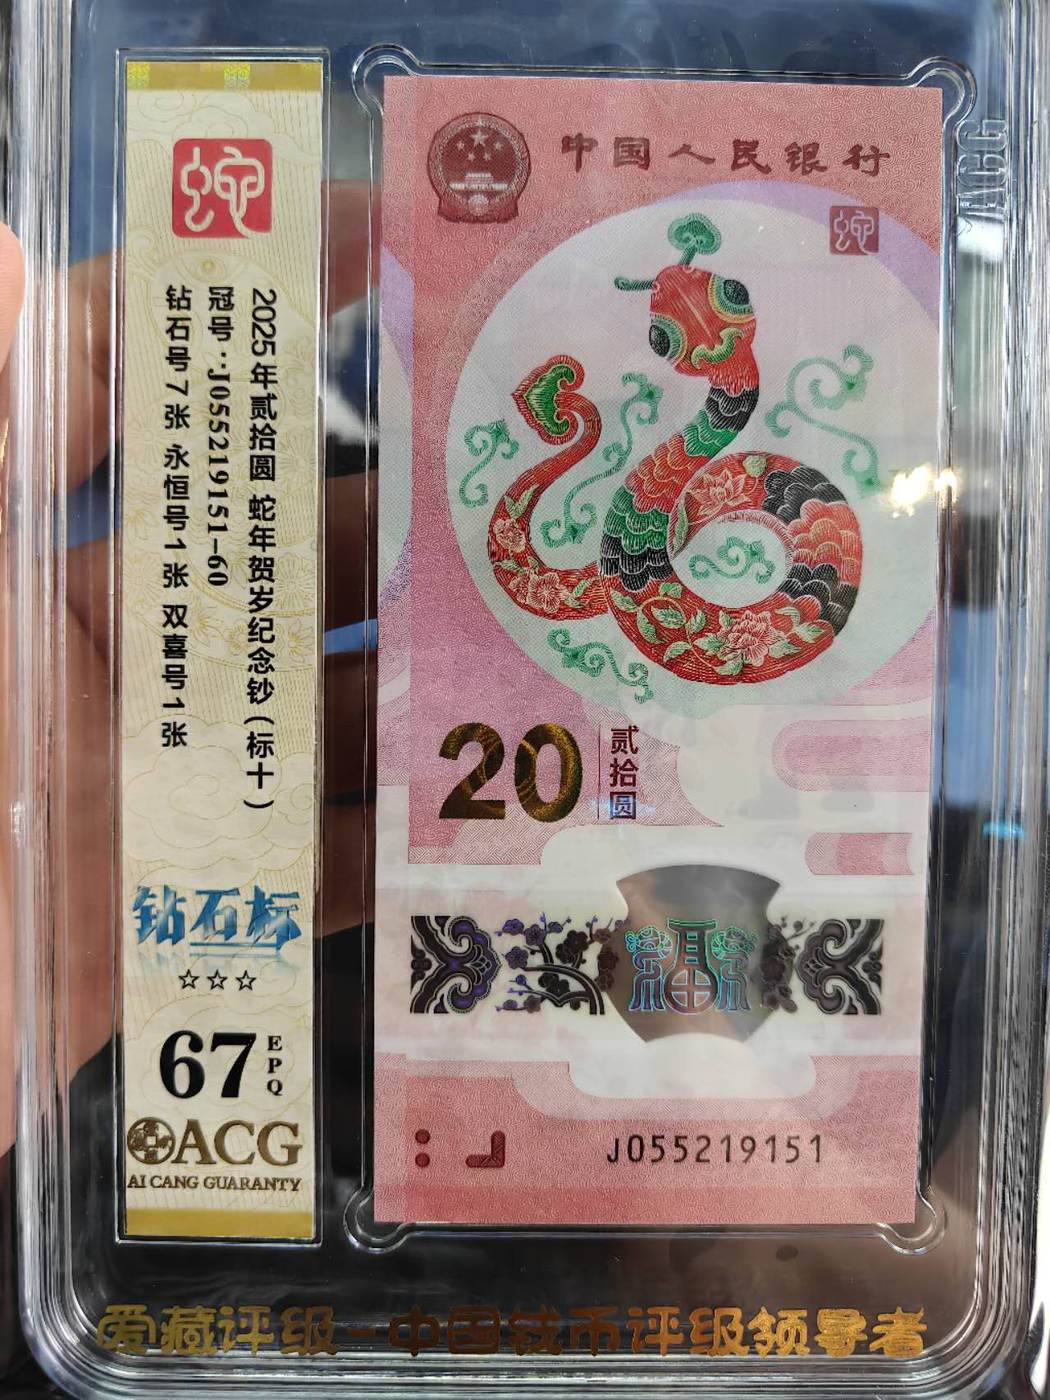 蛇
2025年贰拾圆 蛇年贺岁纪念钞（标十）
冠号：J055219151-60
钻石号7张 永恒号1张 双喜号1张
钻石标
☆☆☆
67 EPQ
ACG
AI CANG GUARANTY
中国人民银行
蛇
20 贰拾圆
福
J055219151
ACG
爱藏评级-中国钱币评级领导者